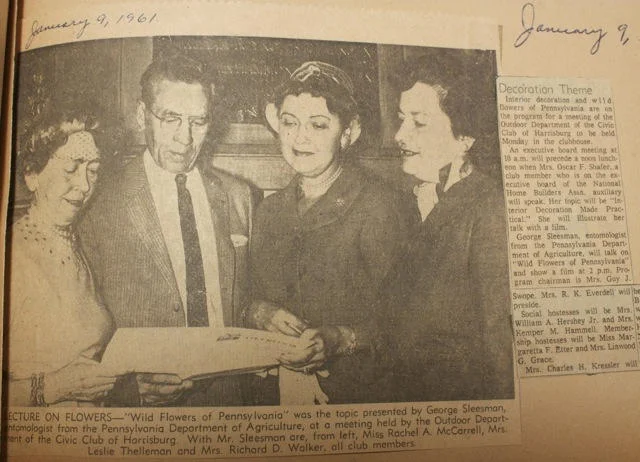 January 9, 1961.
January 9,
LECTURE ON FLOWERS—"Wild Flowers of Pennsylvania" was the topic presented by George Sleesman,
entomologist from the Pennsylvania Department of Agriculture, at a meeting held by the Outdoor Depart-
ment of the Civic Club of Harrisburg. With Mr. Sleesman are, from left, Miss Rachel A. McCarrell, Mrs.
Leslie Thelleman and Mrs. Richard D. Walker, all club members.
Decoration Theme
Interior decoration and wild
flowers of Pennsylvania are on
the program for a meeting of the
Outdoor Department of the Civic
Club of Harrisburg to be held
Monday in the clubhouse.
An executive board meeting at
10 a.m. will precede a noon lunch-
eon when Mrs. Oscar F. Shafer, a
club member who is on the ex-
ecutive board of the National
Home Builders Assn. auxiliary
will speak. Her topic will be "In-
terior Decoration Made Prac-
tical." She will illustrate her
talk with a film.
George Sleesman, entomologist
from the Pennsylvania Depart-
ment of Agriculture, will talk on
"Wild Flowers of Pennsylvania"
and show a film at 2 p.m. Pro-
gram chairman is Mrs. Guy J.
Swope. Mrs. R. K. Everdell will
preside.
Social hostesses will be Mrs.
William A. Hershey Jr. and Mrs.
Kemper M. Hammell. Member-
ship hostesses will be Miss Mar-
garetta F. Etter and Mrs. Linwood
G. Grace.
Mrs. Charles H. Kressler will